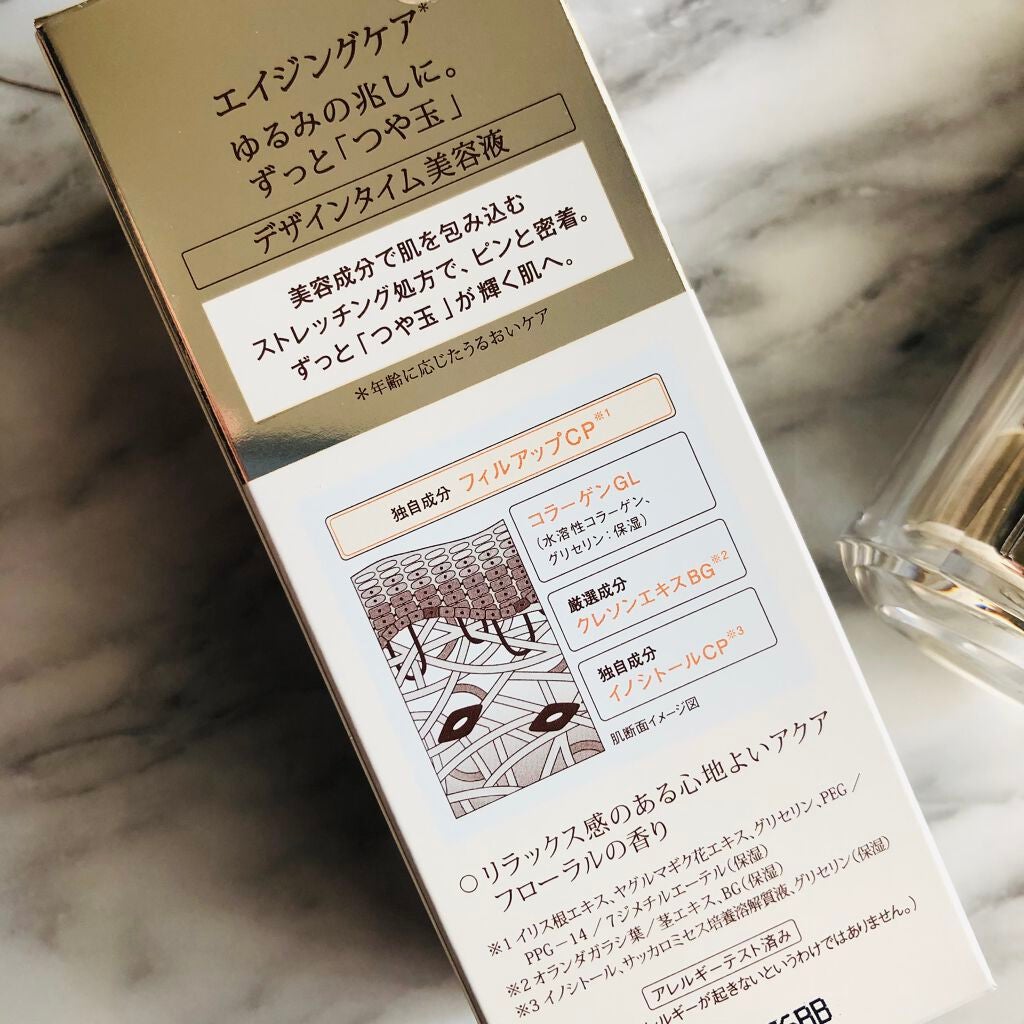 エイジングケア*
ゆるみの兆しに。
ずっと「つや玉」
デザインタイム美容液
美容成分で肌を包み込む
ストレッチング処方で、ピンと密着。
ずっと「つや玉」が輝く肌へ。
*年齢に応じたうるおいケア
独自成分 フィルアップCP※1
コラーゲンGL
(水溶性コラーゲン、
グリセリン:保湿)
厳選成分
クレソンエキスBG※2
独自成分
イノシトールCP※3
肌断面イメージ図
○リラックス感のある心地よいアクア
フローラルの香り
※1 イリス根エキス、ヤグルマギク花エキス、グリセリン、PEG/
PPG-14/7ジメチルエーテル(保湿)
※2 オランダガラシ葉/茎エキス、BG(保湿)
※3 イノシトール、サッカロミセス培養溶解質液、グリセリン(保湿)
アレルギーテスト済み
ルギーが起きないというわけではありません。)